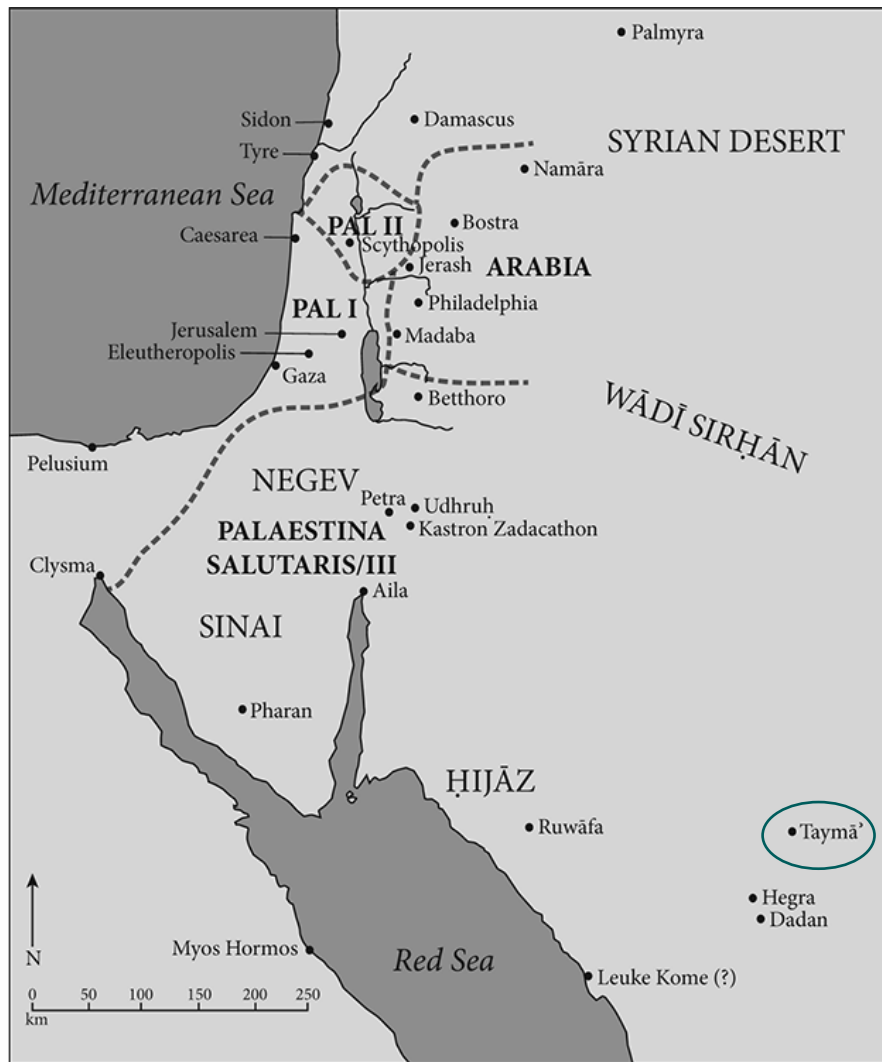 Palmyra
Sidon
Damascus
SYRIAN DESERT
Tyre
Namāra
Mediterranean Sea
PAL II
Bostra
Caesarea
Scythopolis
Jerash
ARABIA
PAL I
Philadelphia
Jerusalem
Madaba
Eleutheropolis
Gaza
Betthoro
WĀDĪ SIRḤĀN
Pelusium
NEGEV
Petra
Udhruḥ
PALAESTINA
SALUTARIS/III
Kastron Zadacathon
Clysma
Aila
SINAI
Pharan
ḤIJĀZ
Ruwāfa
Taymāʾ
Hegra
Dadan
Myos Hormos
Red Sea
Leuke Kome (?)
N
0 50 100 150 200 250
km